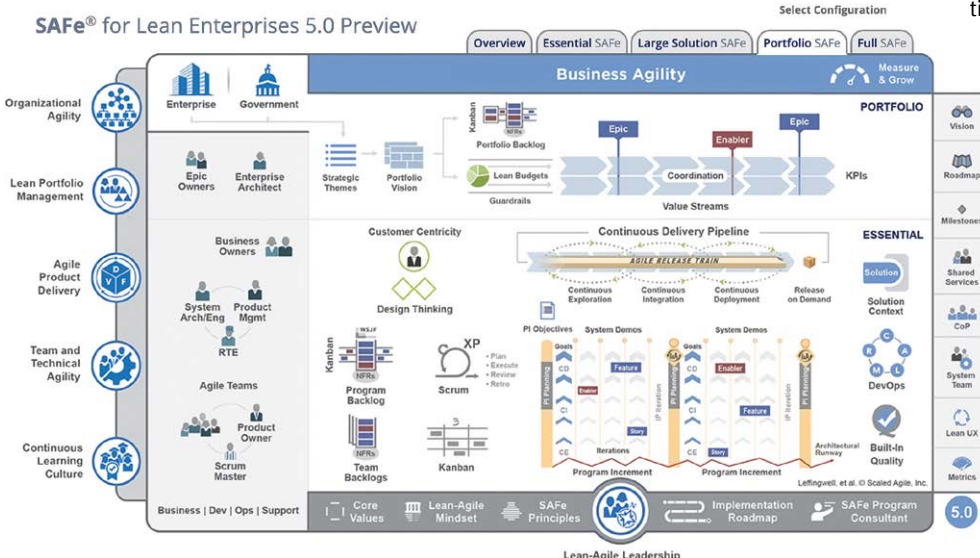 Select Configuration
ti
SAFe® for Lean Enterprises 5.0 Preview
Overview
Essential SAFe
Large Solution SAFe
Portfolio SAFe
Full SAFe
Organizational
Agility
Lean Portfolio
Management
Agile
Product
Delivery
Team and
Technical
Agility
Continuous
Learning
Culture
Enterprise
Government
Business Agility
Measure
& Grow
PORTFOLIO
Epic
Owners
Enterprise
Architect
Strategic
Themes
Portfolio
Vision
Kanban
NFRs
Portfolio Backlog
Lean Budgets
Guardrails
Epic
Enabler
Epic
Coordination
KPIs
Value Streams
ESSENTIAL
Business
Owners
System
Arch/Eng
Product
Mgmt
RTE
Agile Teams
Product
Owner
Scrum
Master
Business | Dev | Ops | Support
Customer Centricity
Design Thinking
Kanban
WSJF
NFRs
Program
Backlog
XP
Scrum
• Plan
• Execute
• Review
• Retro
NFRs
Team
Backlogs
Kanban
Continuous Delivery Pipeline
AGILE RELEASE TRAIN
Continuous
Exploration
Continuous
Integration
Continuous
Deployment
Release
on Demand
PI Objectives
System Demos
System Demos
Goals
CD
CI
CE
PI Planning
Feature
Enabler
Story
Iterations
IP Iteration
PI Planning
Goals
CD
CI
CE
Enabler
Feature
Story
IP Iteration
PI Planning
Architectural
Runway
Program Increment
Program Increment
Solution
Solution
Context
C
A
L
M
R
DevOps
Built-In
Quality
Leffingwell, et al. © Scaled Agile, Inc.
Vision
Roadmap
Milestones
Shared
Services
CoP
System
Team
Lean UX
Metrics
5.0
D
V
F
Core
Values
Lean-Agile
Mindset
SAFe
Principles
Implementation
Roadmap
SAFe Program
Consultant
Lean-Agile Leadership